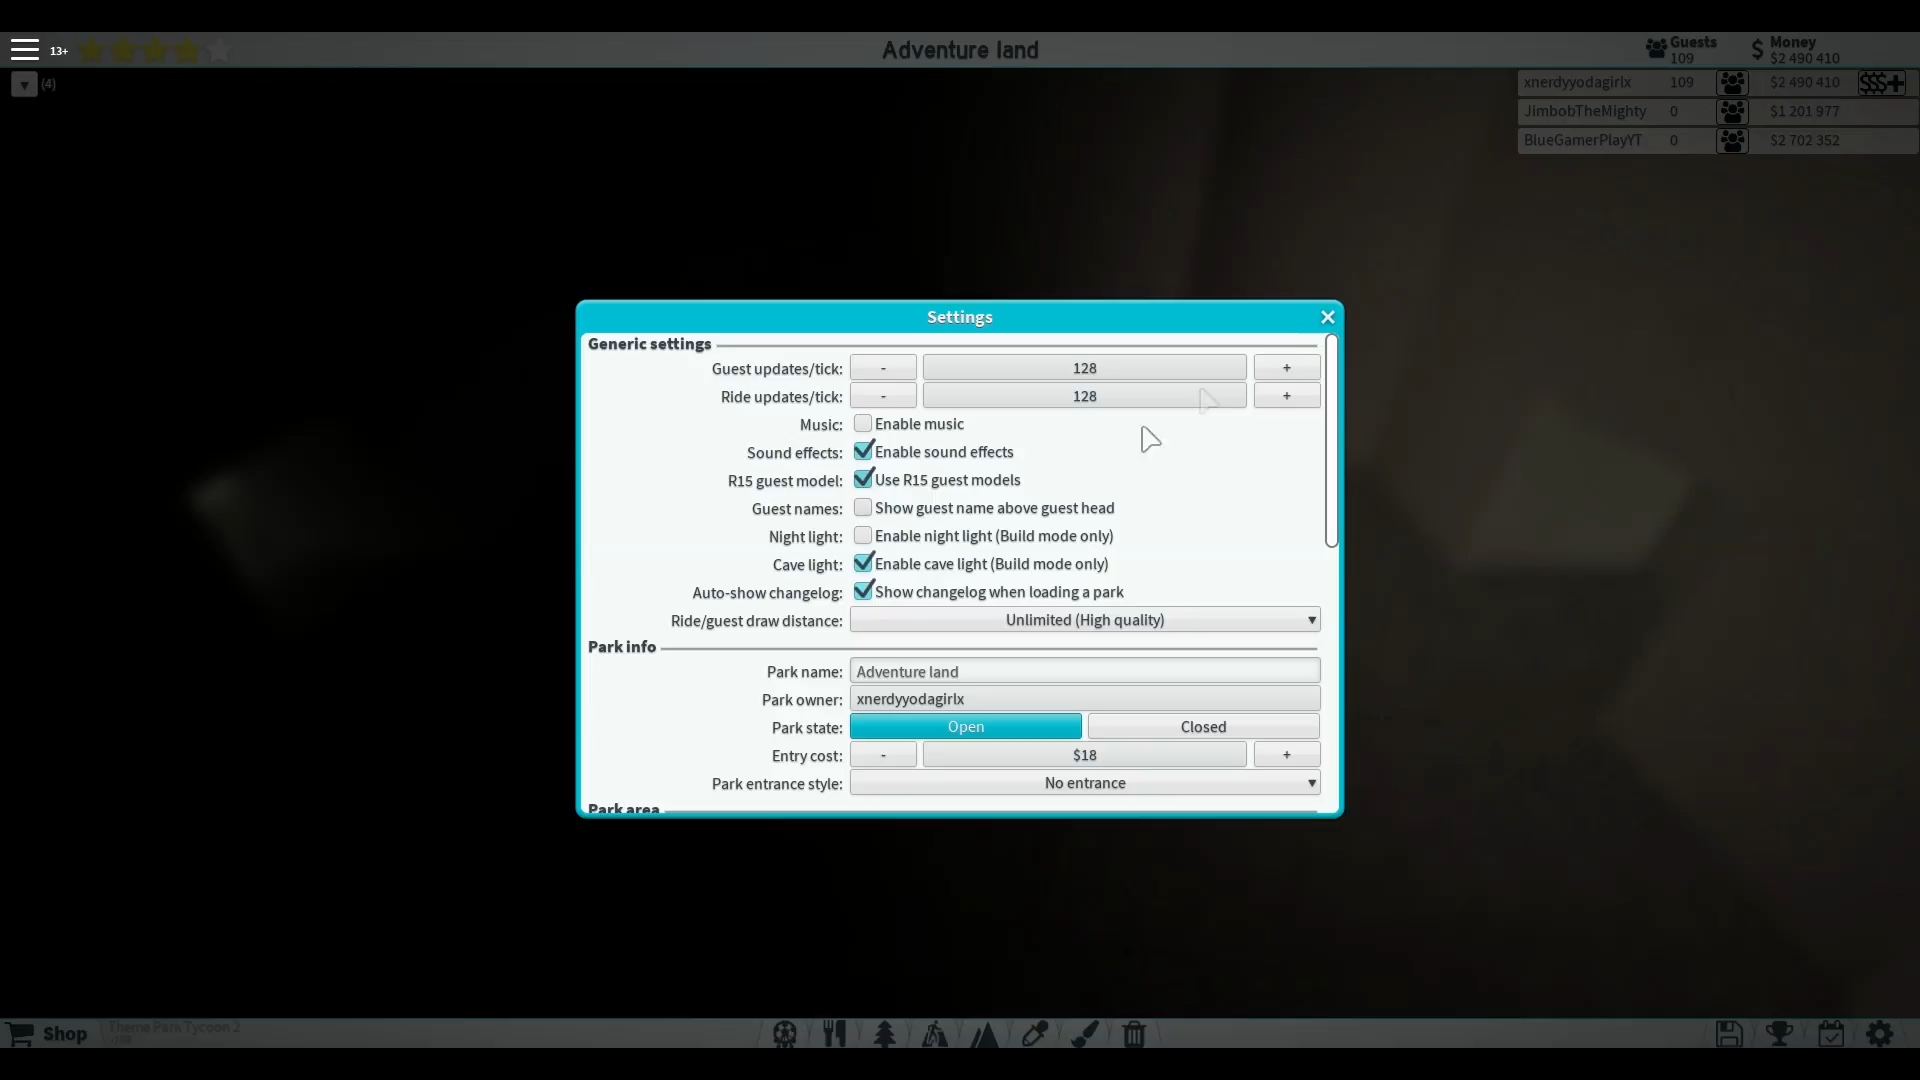 13+
Adventure land
Guests
109
Money
$2 490 410
(4)
xnerdyyodagirlx 109 $2 490 410 $$$+
JimbobTheMighty 0 $1 201 977
BlueGamerPlayYT 0 $2 702 352
Settings
Generic settings
Guest updates/tick: - 128 +
Ride updates/tick: - 128 +
Music: Enable music
Sound effects: Enable sound effects
R15 guest model: Use R15 guest models
Guest names: Show guest name above guest head
Night light: Enable night light (Build mode only)
Cave light: Enable cave light (Build mode only)
Auto-show changelog: Show changelog when loading a park
Ride/guest draw distance: Unlimited (High quality)
Park info
Park name: Adventure land
Park owner: xnerdyyodagirlx
Park state: Open Closed
Entry cost: - $18 +
Park entrance style: No entrance
Park area
Shop
Theme Park Tycoon 2